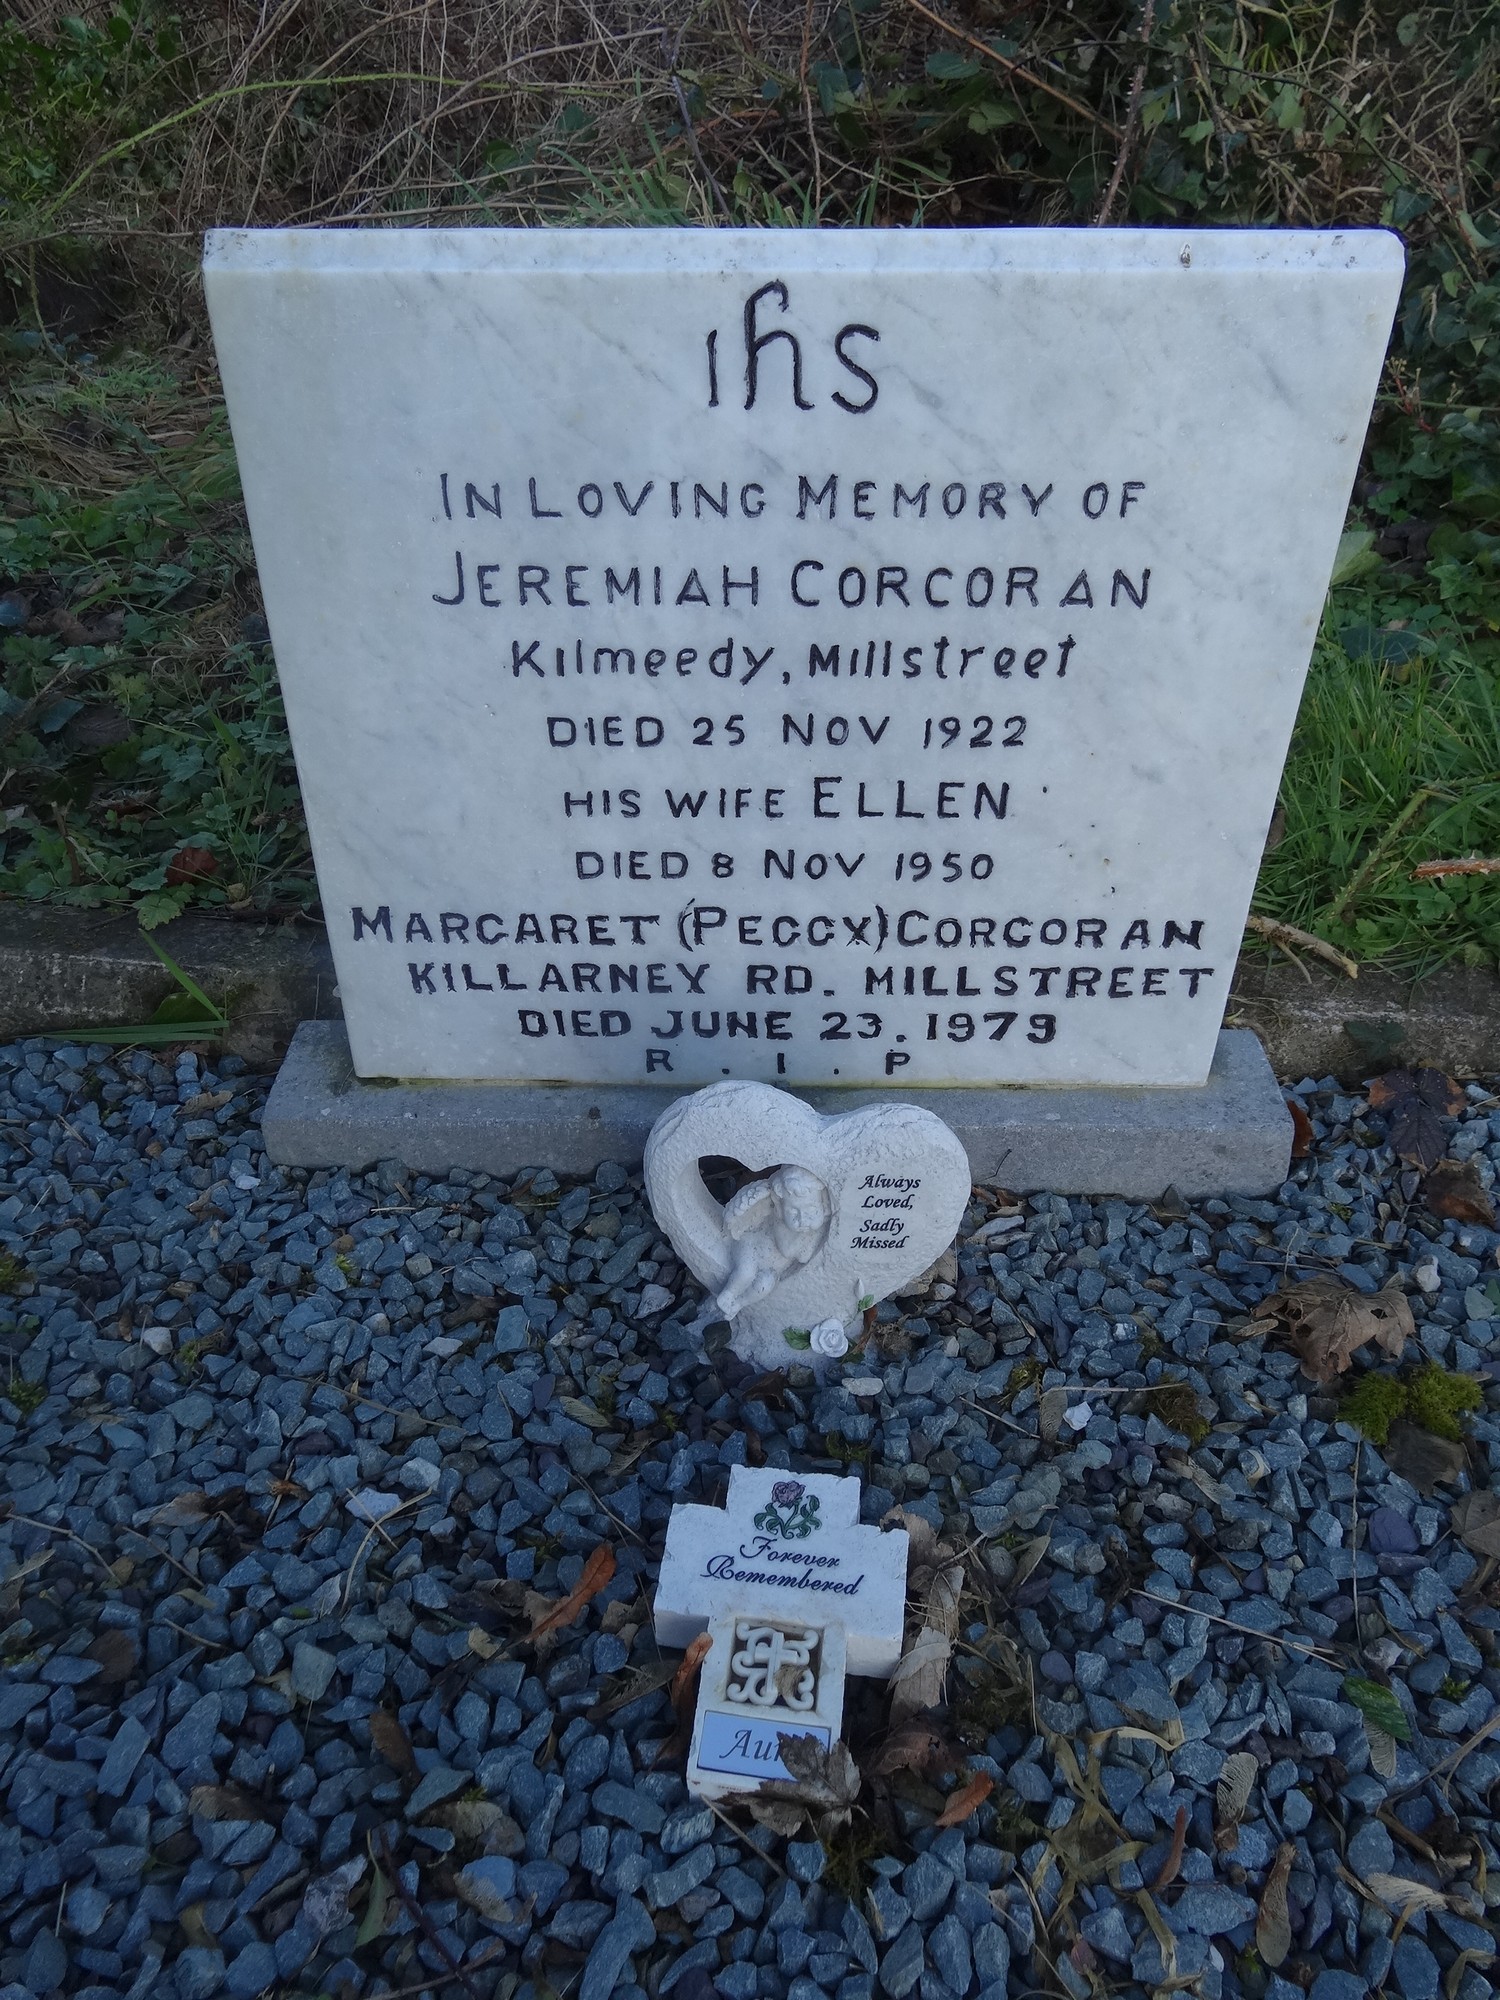 ihs
IN LOVING MEMORY OF
JEREMIAH CORCORAN
Kilmeedy, Millstreet
DIED 25 NOV 1922
HIS WIFE ELLEN
DIED 8 NOV 1950
MARGARET (PEGGY) CORCORAN
KILLARNEY RD. MILLSTREET
DIED JUNE 23. 1979
R . I . P
Always
Loved,
Sadly
Missed
Forever
Remembered